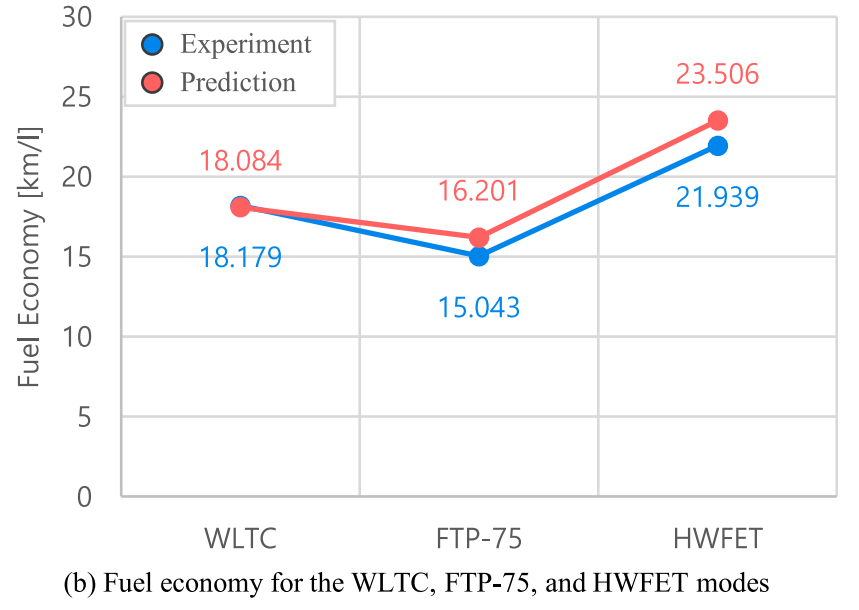 30
25
20
15
10
5
0
Fuel Economy [km/l]
Experiment
Prediction
18.084
18.179
16.201
15.043
23.506
21.939
WLTC
FTP-75
HWFET
(b) Fuel economy for the WLTC, FTP-75, and HWFET modes